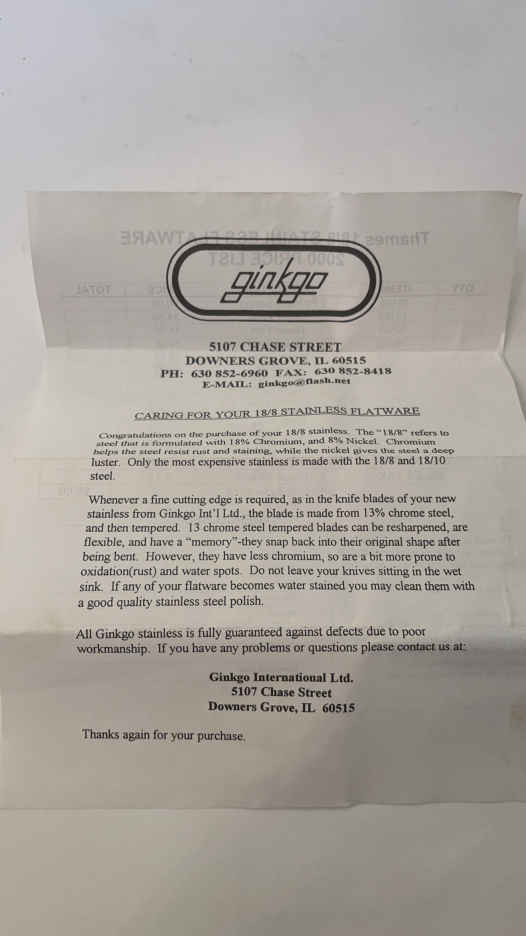 ginkgo
5107 CHASE STREET
DOWNERS GROVE, IL 60515
PH: 630 852-6960 FAX: 630 852-8418
E-MAIL: ginkgo@flash.net
CARING FOR YOUR 18/8 STAINLESS FLATWARE
Congratulations on the purchase of your 18/8 stainless. The "18/8" refers to
steel that is formulated with 18% Chromium, and 8% Nickel. Chromium
helps the steel resist rust and staining, while the nickel gives the steel a deep
luster. Only the most expensive stainless is made with the 18/8 and 18/10
steel.
Whenever a fine cutting edge is required, as in the knife blades of your new
stainless from Ginkgo Int'l Ltd., the blade is made from 13% chrome steel,
and then tempered. 13 chrome steel tempered blades can be resharpened, are
flexible, and have a "memory"-they snap back into their original shape after
being bent. However, they have less chromium, so are a bit more prone to
oxidation(rust) and water spots. Do not leave your knives sitting in the wet
sink. If any of your flatware becomes water stained you may clean them with
a good quality stainless steel polish.
All Ginkgo stainless is fully guaranteed against defects due to poor
workmanship. If you have any problems or questions please contact us at:
Ginkgo International Ltd.
5107 Chase Street
Downers Grove, IL 60515
Thanks again for your purchase.